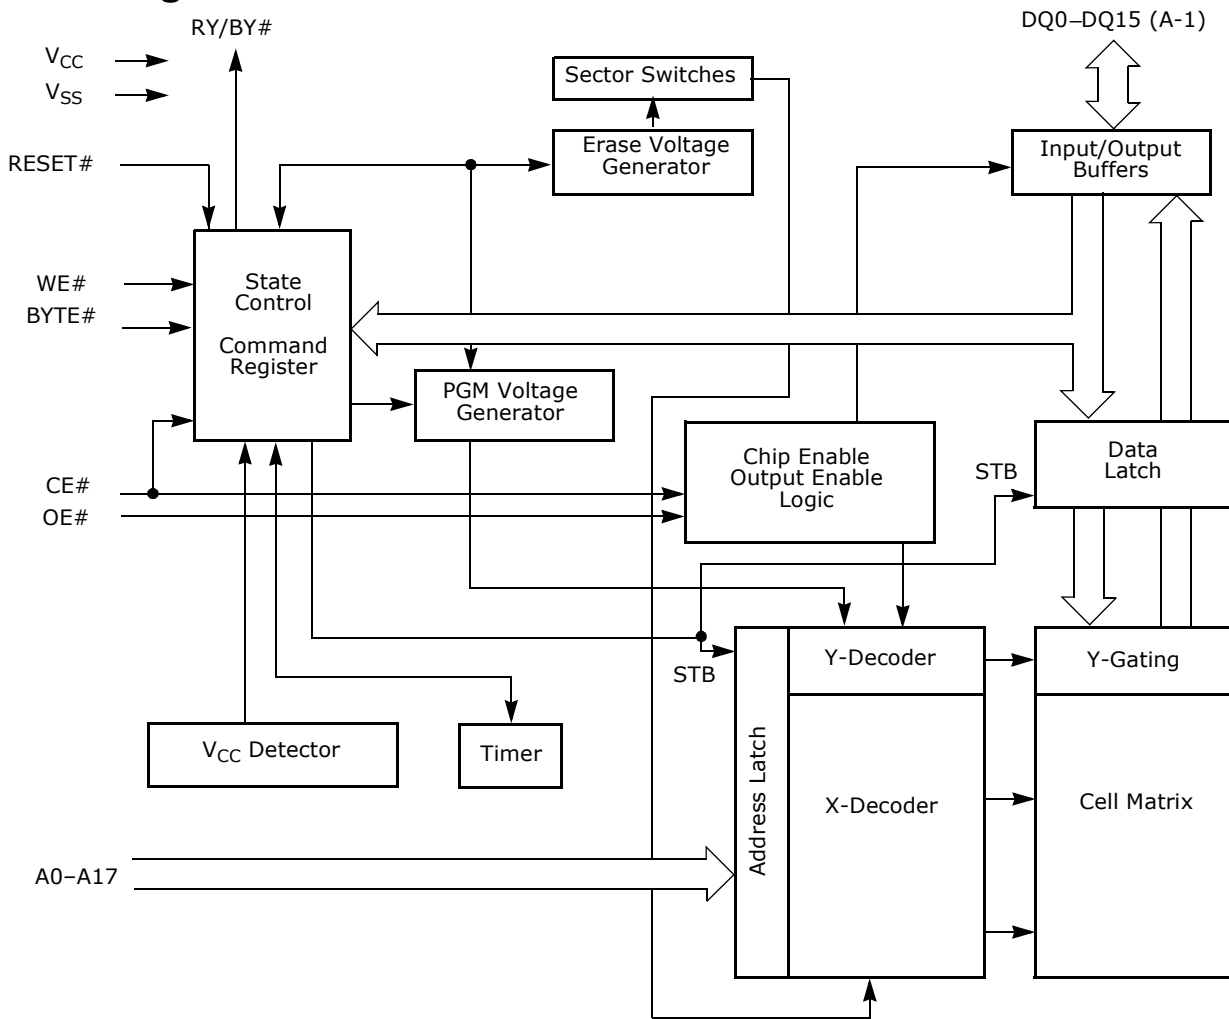 RY/BY#
DQ0–DQ15 (A-1)
VCC
VSS
Sector Switches
Erase Voltage
Generator
Input/Output
Buffers
RESET#
WE#
BYTE#
State
Control
Command
Register
PGM Voltage
Generator
Chip Enable
Output Enable
Logic
Data
Latch
STB
CE#
OE#
STB
Y-Decoder
Y-Gating
VCC Detector
Timer
Address Latch
X-Decoder
Cell Matrix
A0–A17